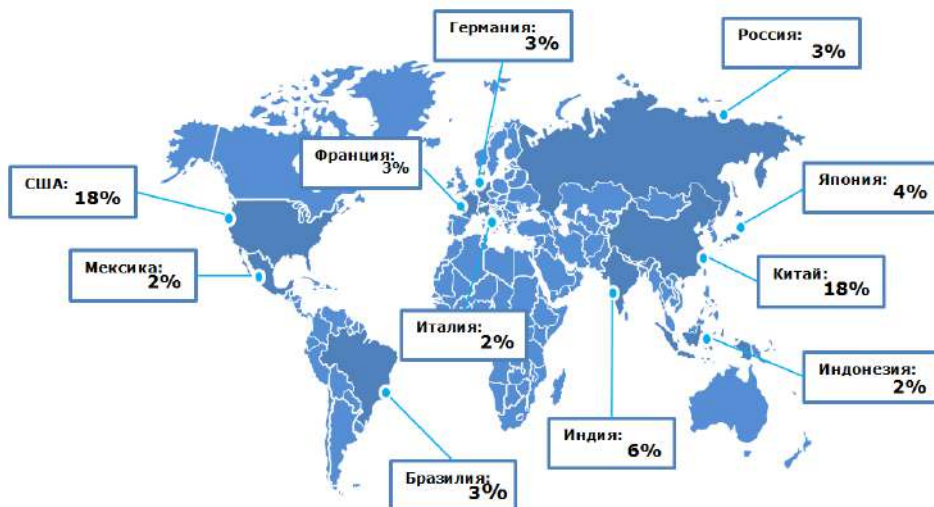 Германия:
3%
Россия:
3%
Франция:
3%
США:
18%
Япония:
4%
Мексика:
2%
Китай:
18%
Италия:
2%
Индонезия:
2%
Индия:
6%
Бразилия:
3%